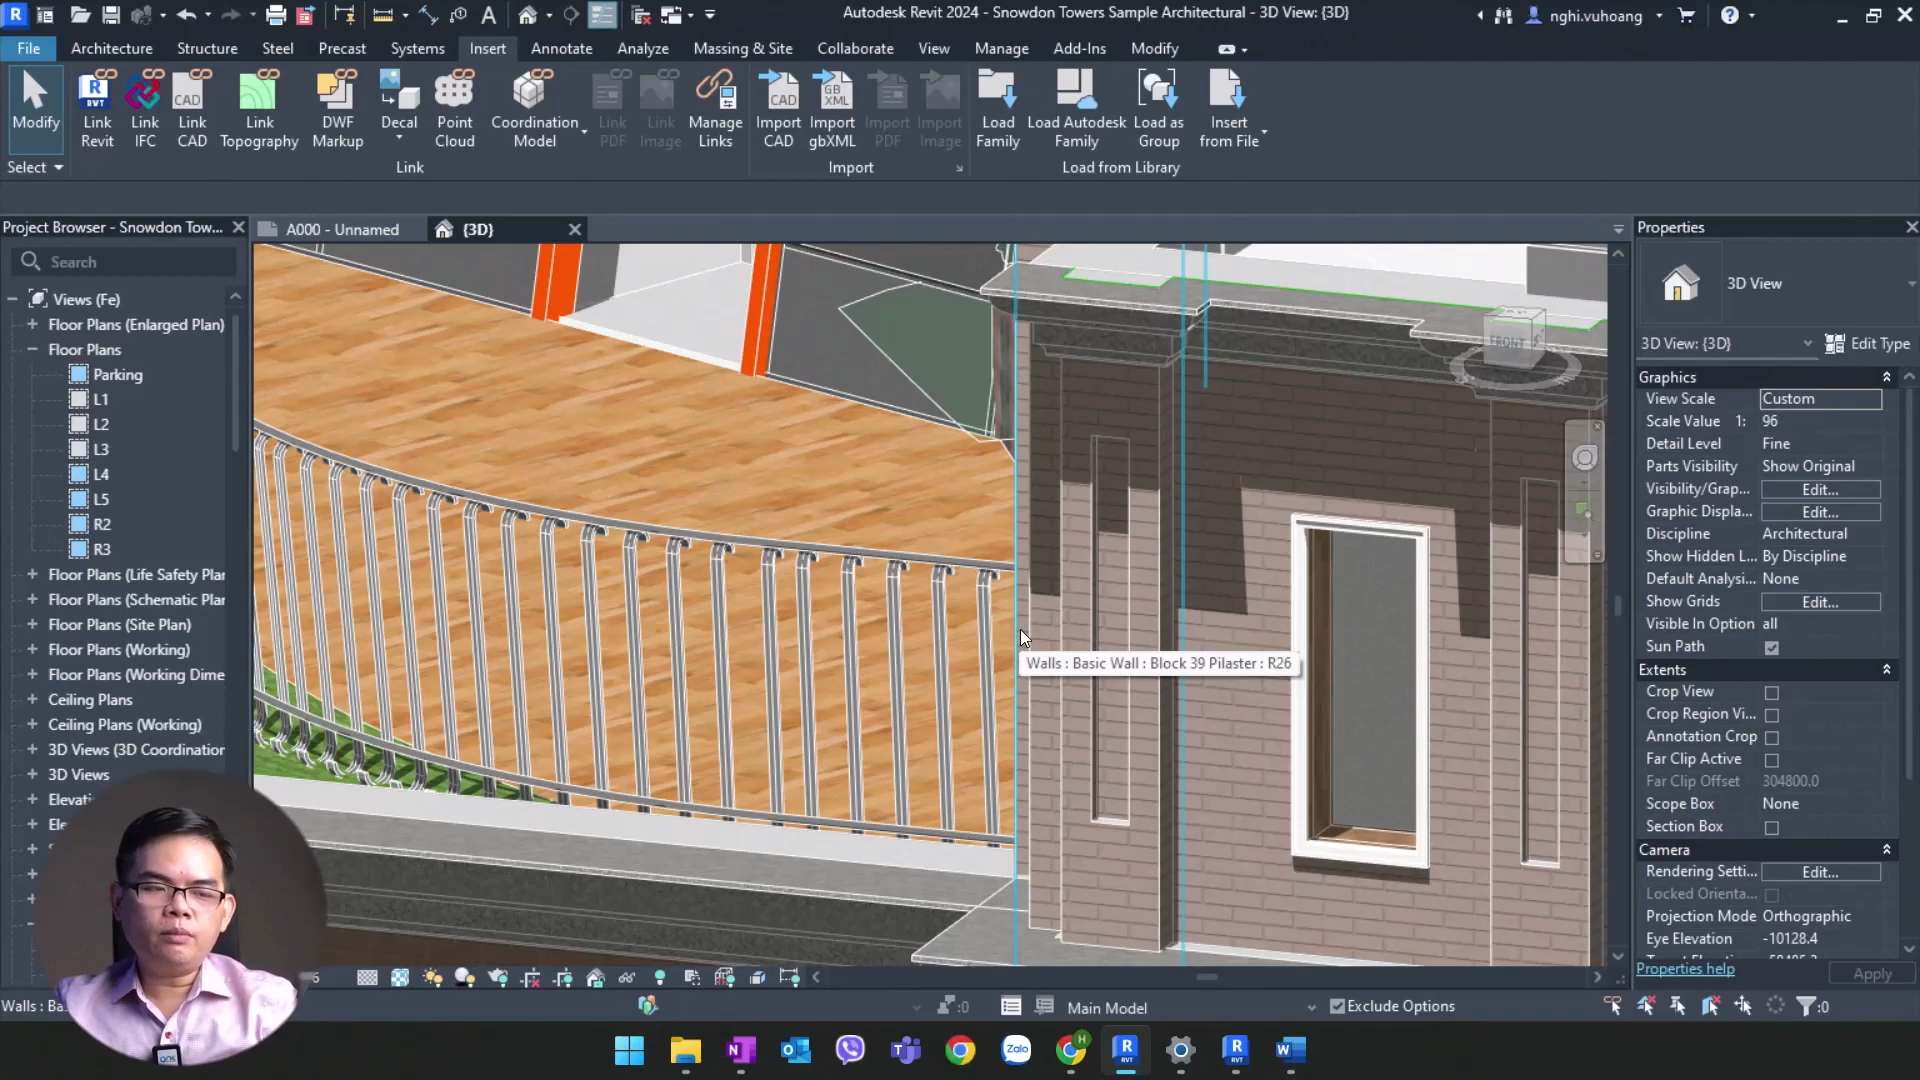 Autodesk Revit 2024 - Snowdon Towers Sample Architectural - 3D View: {3D}
nghi.vuhoang
File
Architecture
Structure
Steel
Precast
Systems
Insert
Annotate
Analyze
Massing & Site
Collaborate
View
Manage
Add-Ins
Modify
Modify
Link Revit
Link IFC
Link CAD
Link Topography
DWF Markup
Decal
Point Cloud
Coordination Model
Link PDF
Link Image
Manage Links
Import CAD
Import gbXML
Import PDF
Import Image
Load Family
Load Autodesk Family
Load as Group
Insert from File
Select
Link
Import
Load from Library
Project Browser - Snowdon Tow...
A000 - Unnamed
{3D}
Search
Views (Fe)
Floor Plans (Enlarged Plan)
Floor Plans
Parking
L1
L2
L3
L4
L5
R2
R3
Floor Plans (Life Safety Plan
Floor Plans (Schematic Plan
Floor Plans (Site Plan)
Floor Plans (Working)
Floor Plans (Working Dime
Ceiling Plans
Ceiling Plans (Working)
3D Views (3D Coordination
3D Views
Elevati
Ele
FRONT
Walls : Basic Wall : Block 39 Pilaster : R26
Properties
3D View
3D View: {3D}
Edit Type
Graphics
View Scale Custom
Scale Value 1: 96
Detail Level Fine
Parts Visibility Show Original
Visibility/Grap... Edit...
Graphic Displa... Edit...
Discipline Architectural
Show Hidden L... By Discipline
Default Analysi... None
Show Grids Edit...
Visible In Option all
Sun Path
Extents
Crop View
Crop Region Vi...
Annotation Crop
Far Clip Active
Far Clip Offset 304800.0
Scope Box None
Section Box
Camera
Rendering Setti... Edit...
Locked Orienta...
Projection Mode Orthographic
Eye Elevation -10128.4
Properties help
Apply
Walls : Ba
:0
Main Model
Exclude Options
:0
Zalo